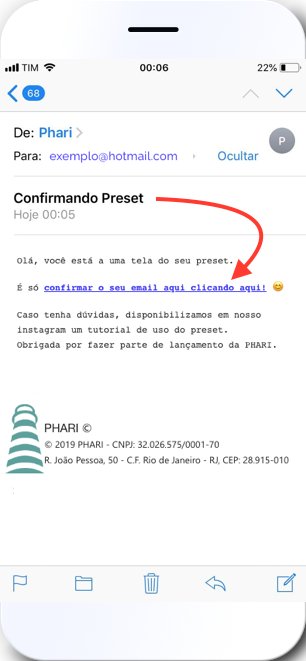 TIM
00:06
22%
68
De: Phari
P
Para: exemplo@hotmail.com
Ocultar
Confirmando Preset
Hoje 00:05
Olá, você está a uma tela do seu preset.
É só confirmar o seu email aqui clicando aqui! 😊
Caso tenha dúvidas, disponibilizamos em nosso
instagram um tutorial de uso do preset.
Obrigada por fazer parte de lançamento da PHARI.
PHARI ©
© 2019 PHARI - CNPJ: 32.026.575/0001-70
R. João Pessoa, 50 - C.F. Rio de Janeiro - RJ, CEP: 28.915-010